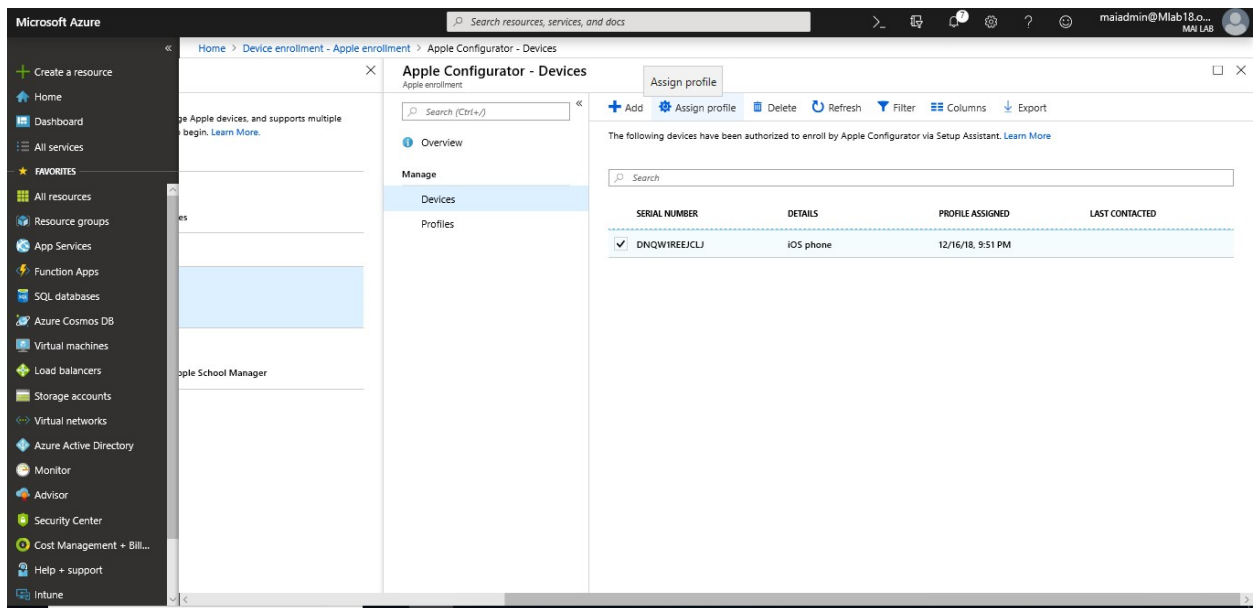 Microsoft Azure
Search resources, services, and docs
7
maiadmin@Mlab18.o...
MAI LAB
Home > Device enrollment - Apple enrollment > Apple Configurator - Devices
Create a resource
Home
Dashboard
All services
FAVORITES
All resources
Resource groups
App Services
Function Apps
SQL databases
Azure Cosmos DB
Virtual machines
Load balancers
Storage accounts
Virtual networks
Azure Active Directory
Monitor
Advisor
Security Center
Cost Management + Bill...
Help + support
Intune
ge Apple devices, and supports multiple
begin. Learn More.
es
pple School Manager
Apple Configurator - Devices
Apple enrollment
Search (Ctrl+/)
Overview
Manage
Devices
Profiles
Assign profile
Add Assign profile Delete Refresh Filter Columns Export
The following devices have been authorized to enroll by Apple Configurator via Setup Assistant. Learn More
Search
SERIAL NUMBER DETAILS PROFILE ASSIGNED LAST CONTACTED
DNQW1REEJCLJ iOS phone 12/16/18, 9:51 PM